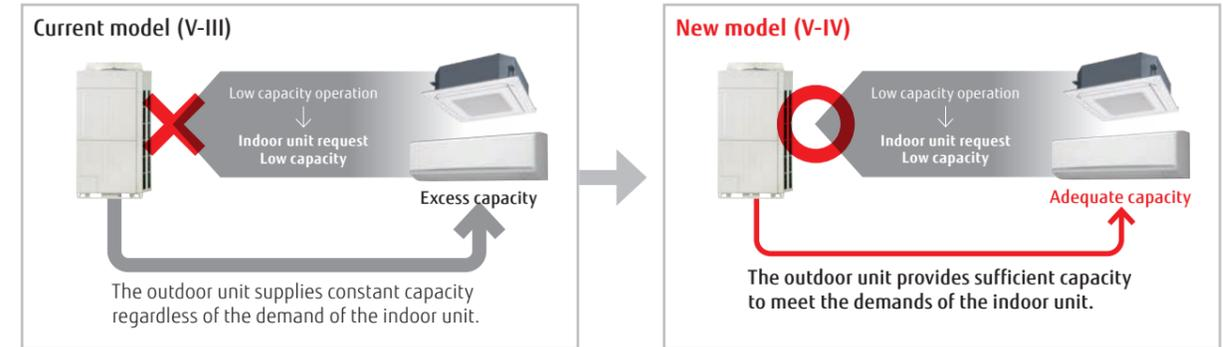 Current model (V-III)
Low capacity operation
↓
Indoor unit request
Low capacity
Excess capacity
The outdoor unit supplies constant capacity
regardless of the demand of the indoor unit.
New model (V-IV)
Low capacity operation
↓
Indoor unit request
Low capacity
Adequate capacity
The outdoor unit provides sufficient capacity
to meet the demands of the indoor unit.